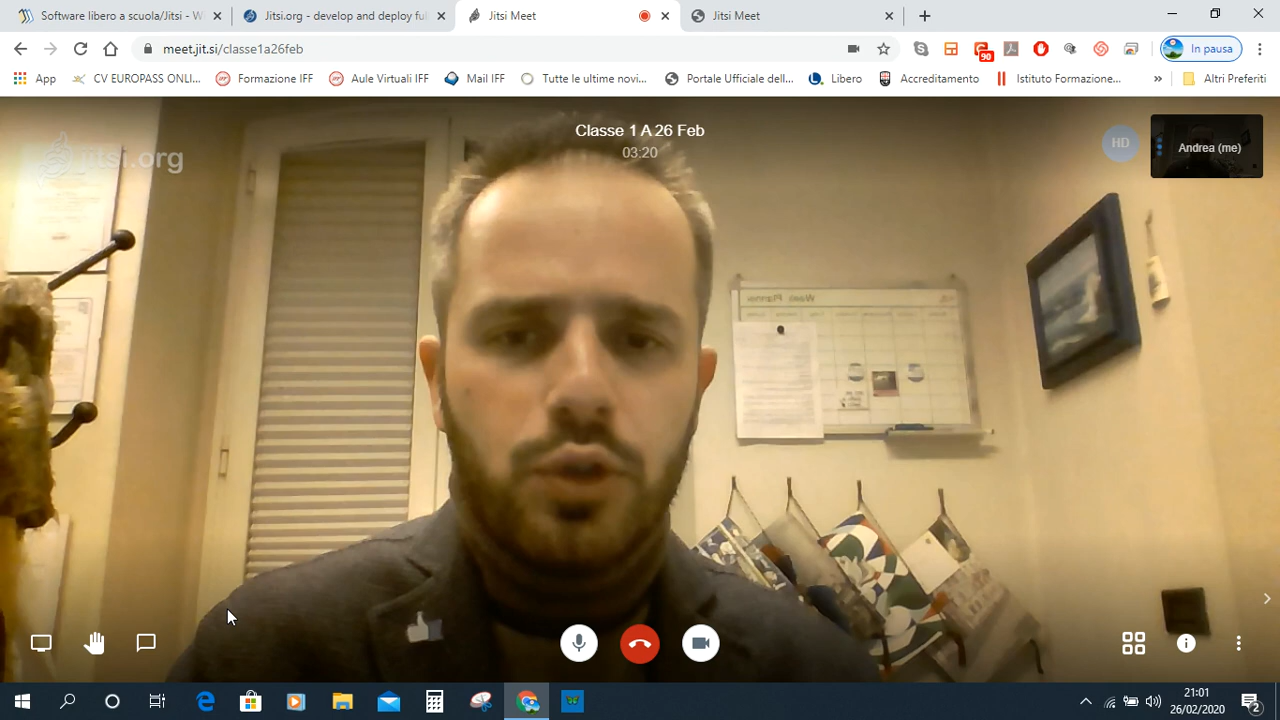 Software libero a scuola/Jitsi - Wi
Jitsi.org - develop and deploy ful
Jitsi Meet
Jitsi Meet
meet.jit.si/classe1a26feb
90
In pausa
App
CV EUROPASS ONLI...
Formazione IFF
Aule Virtuali IFF
Mail IFF
Tutte le ultime novi...
Portale Ufficiale dell...
Libero
Accreditamento
Istituto Formazione...
»
Altri Preferiti
jitsi.org
Classe 1 A 26 Feb
03:20
HD
Andrea (me)
Week Planner
21:01
26/02/2020
2